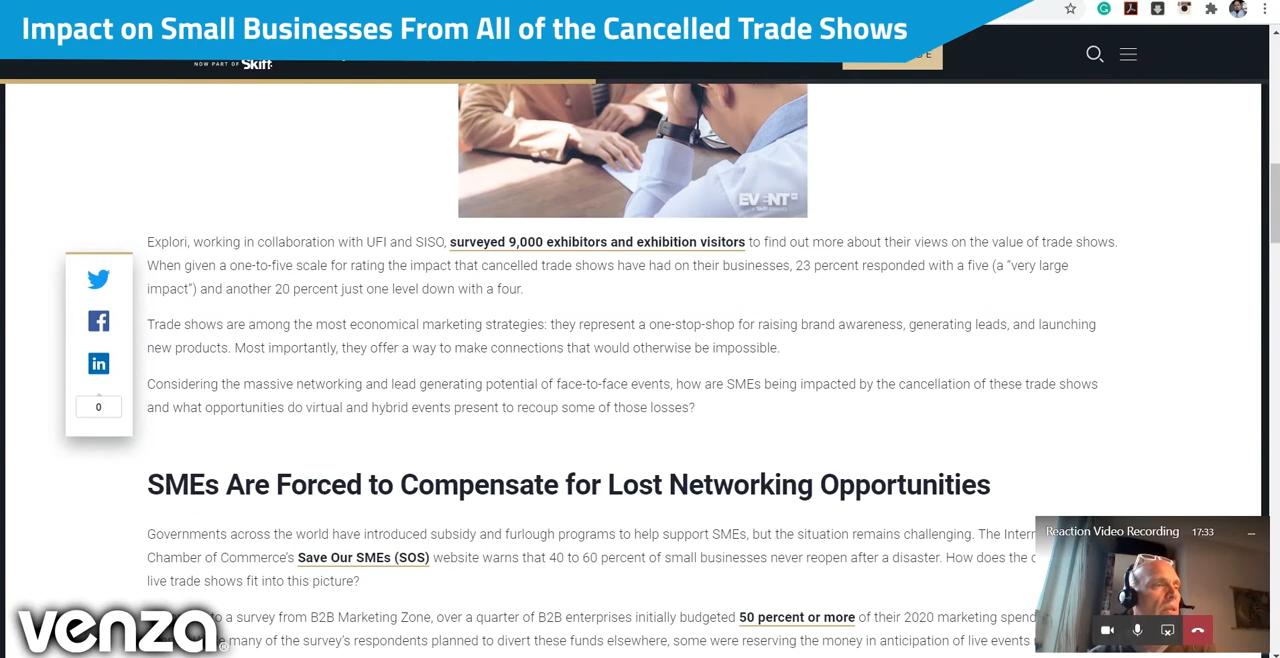 Impact on Small Businesses From All of the Cancelled Trade Shows
NOW PART OF Skift
EVENT
Explori, working in collaboration with UFI and SISO, surveyed 9,000 exhibitors and exhibition visitors to find out more about their views on the value of trade shows.
When given a one-to-five scale for rating the impact that cancelled trade shows have had on their businesses, 23 percent responded with a five (a “very large
impact”) and another 20 percent just one level down with a four.
Trade shows are among the most economical marketing strategies: they represent a one-stop-shop for raising brand awareness, generating leads, and launching
new products. Most importantly, they offer a way to make connections that would otherwise be impossible.
in
Considering the massive networking and lead generating potential of face-to-face events, how are SMEs being impacted by the cancellation of these trade shows
0
and what opportunities do virtual and hybrid events present to recoup some of those losses?
SMEs Are Forced to Compensate for Lost Networking Opportunities
Governments across the world have introduced subsidy and furlough programs to help support SMEs, but the situation remains challenging. The
Reaction Video Recording 17:33
Chamber of Commerce’s Save Our SMEs (SOS) website warns that 40 to 60 percent of small businesses never reopen after a disaster. How does the
live trade shows fit into this picture?
to a survey from B2B Marketing Zone, over a quarter of B2B enterprises initially budgeted 50 percent or more of their 2020 marketing
venza
many of the survey’s respondents planned to divert these funds elsewhere, some were reserving the money in anticipation of live events